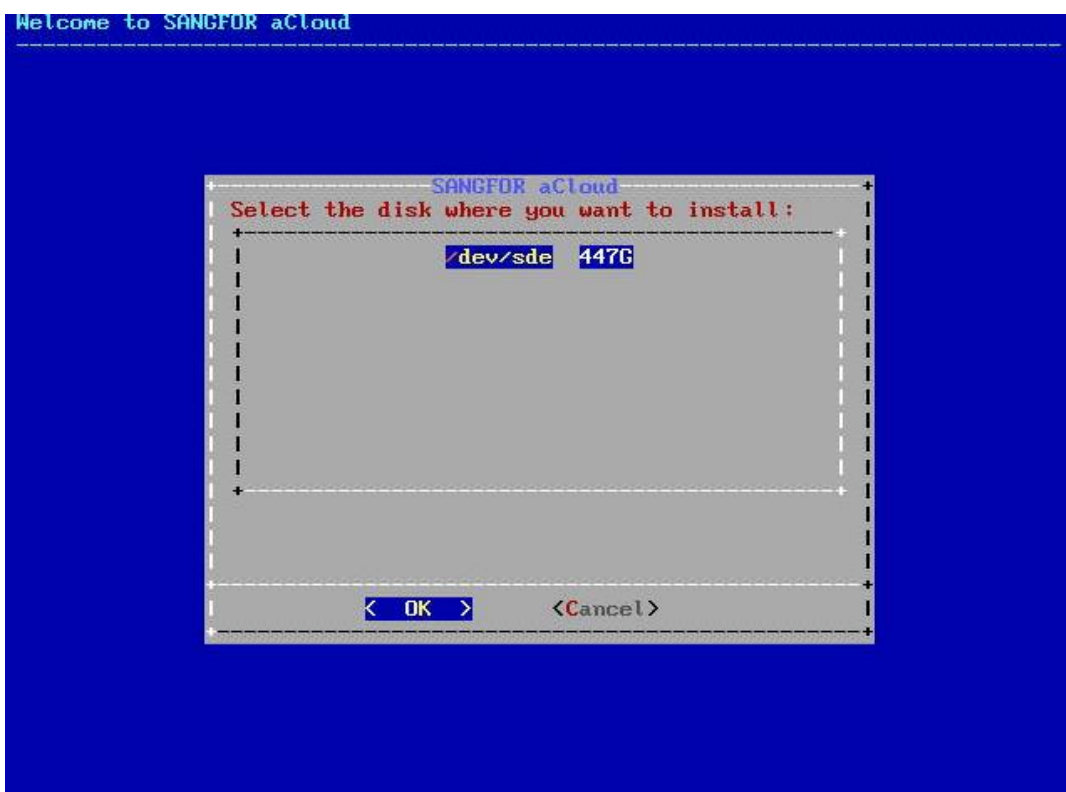 Welcome to SANGFOR aCloud
SANGFOR aCloud
Select the disk where you want to install:
/dev/sde 447G
< OK > <Cancel>